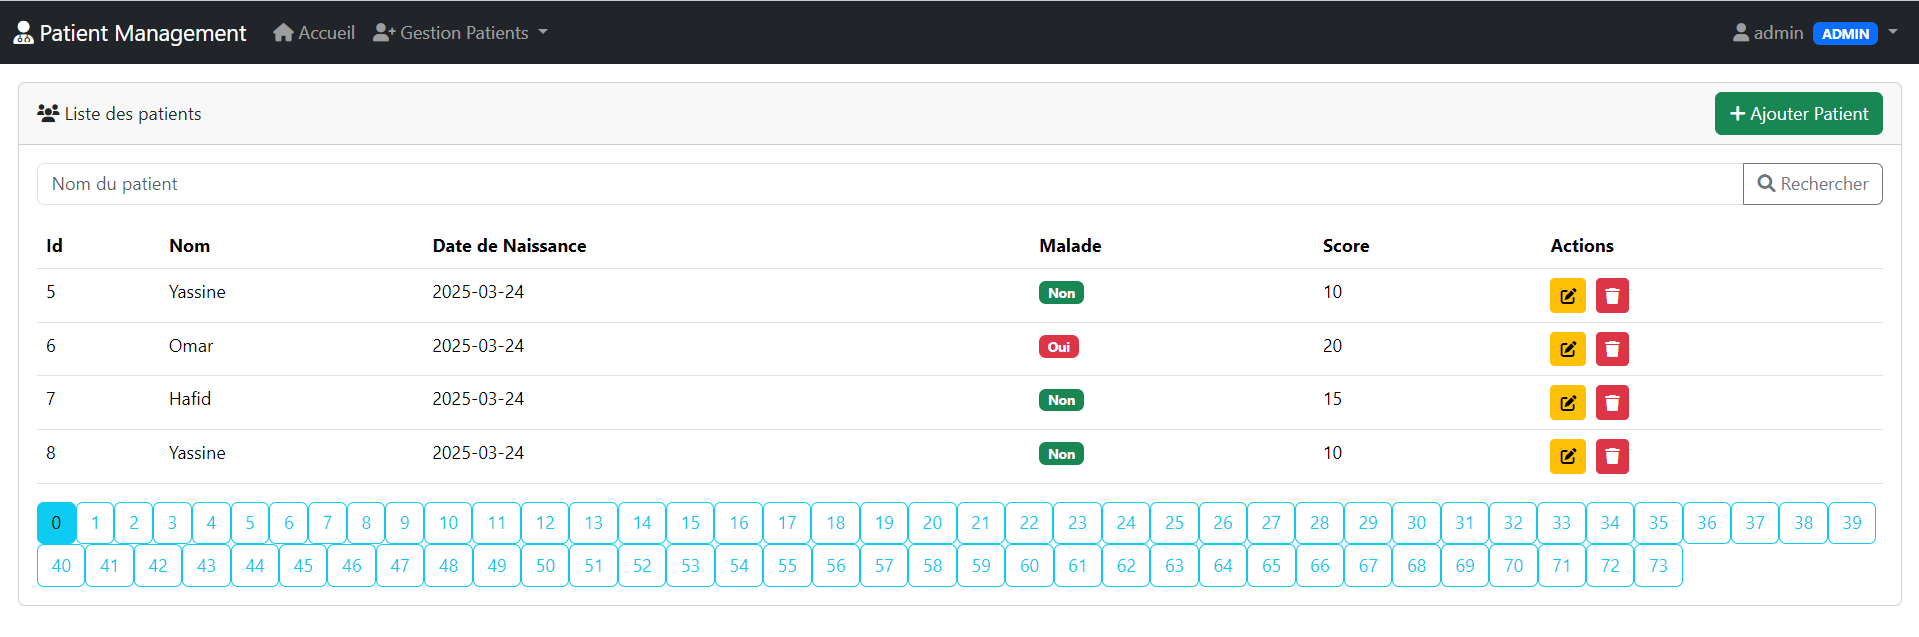 Patient Management Accueil Gestion Patients admin ADMIN
Liste des patients + Ajouter Patient
Nom du patient Rechercher
Id Nom Date de Naissance Malade Score Actions
5 Yassine 2025-03-24 Non 10
6 Omar 2025-03-24 Oui 20
7 Hafid 2025-03-24 Non 15
8 Yassine 2025-03-24 Non 10
0 1 2 3 4 5 6 7 8 9 10 11 12 13 14 15 16 17 18 19 20 21 22 23 24 25 26 27 28 29 30 31 32 33 34 35 36 37 38 39
40 41 42 43 44 45 46 47 48 49 50 51 52 53 54 55 56 57 58 59 60 61 62 63 64 65 66 67 68 69 70 71 72 73